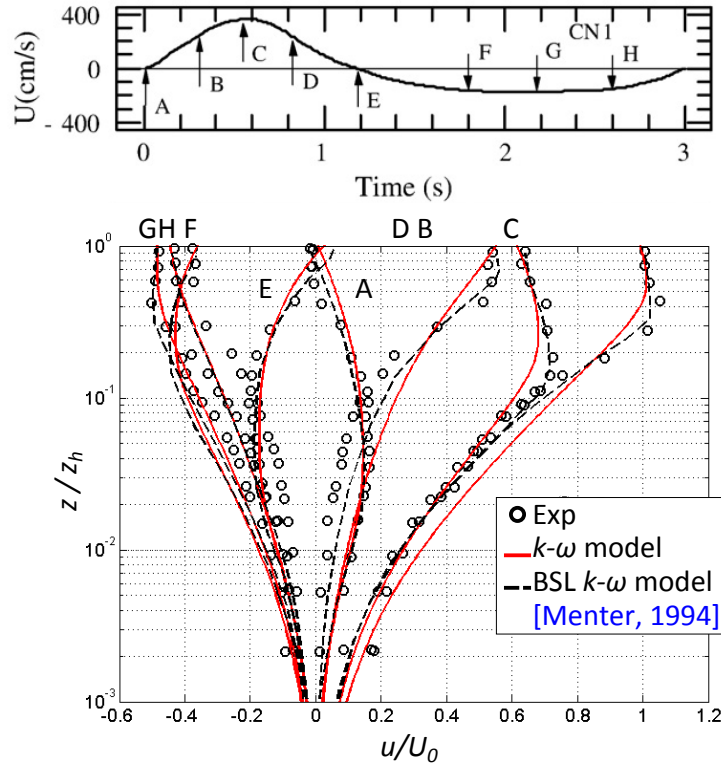 400
CN1
U(cm/s)
0
- 400
A
B
C
D
E
F
G
H
0
1
2
3
Time (s)
GH F
D B
C
E
A
10⁰
10⁻¹
10⁻²
10⁻³
z / z_h
Exp
k-ω model
BSL k-ω model
[Menter, 1994]
-0.6 -0.4 -0.2 0 0.2 0.4 0.6 0.8 1 1.2
u/U₀